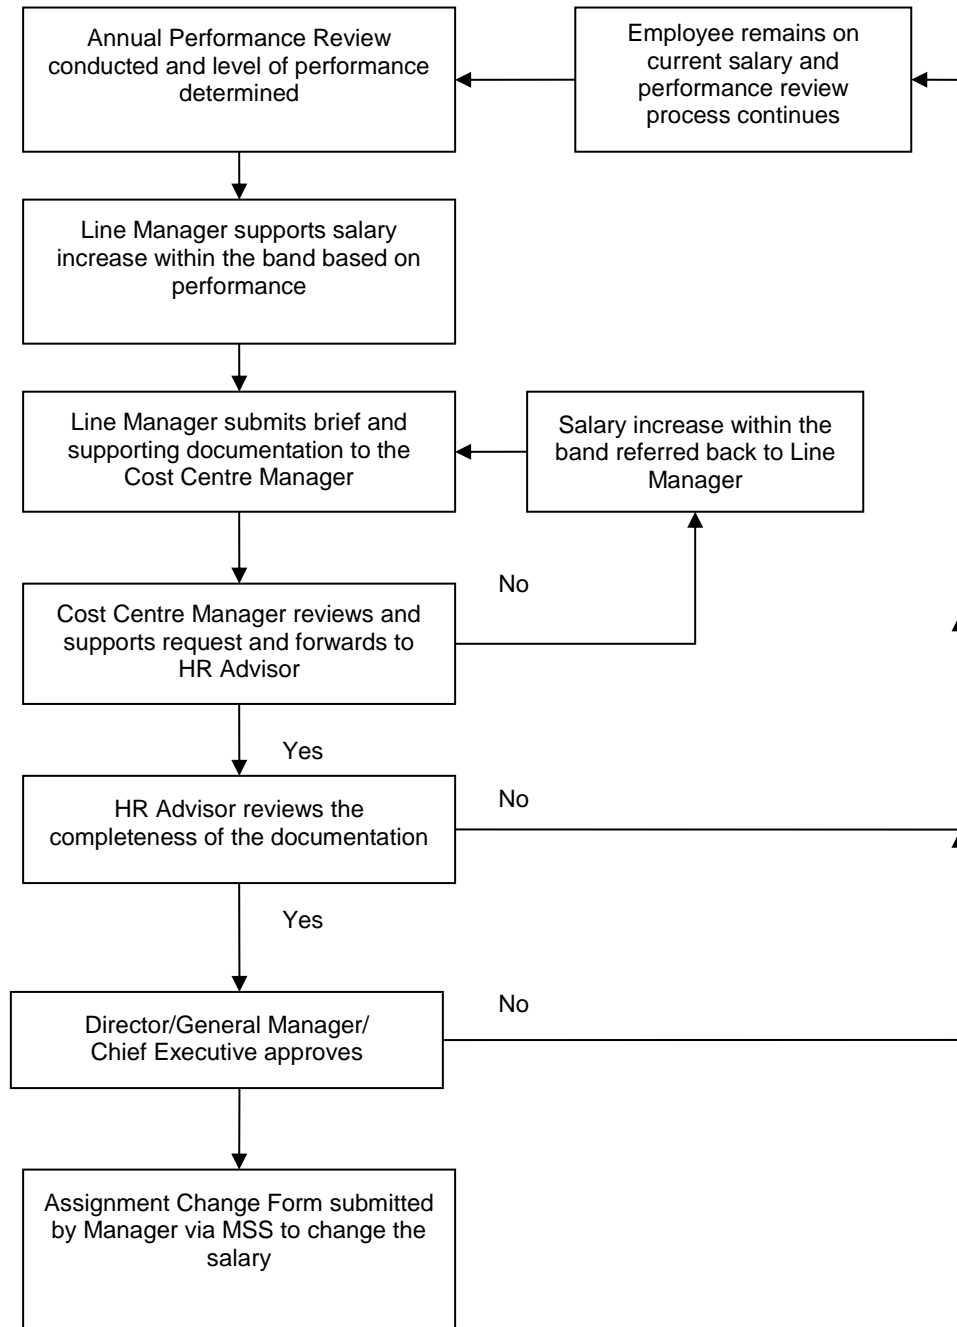 Annual Performance Review
conducted and level of performance
determined
Employee remains on
current salary and
performance review
process continues
Line Manager supports salary
increase within the band based on
performance
Line Manager submits brief and
supporting documentation to the
Cost Centre Manager
Salary increase within the
band referred back to Line
Manager
No
Cost Centre Manager reviews and
supports request and forwards to
HR Advisor
Yes
No
HR Advisor reviews the
completeness of the documentation
Yes
No
Director/General Manager/
Chief Executive approves
Assignment Change Form submitted
by Manager via MSS to change the
salary